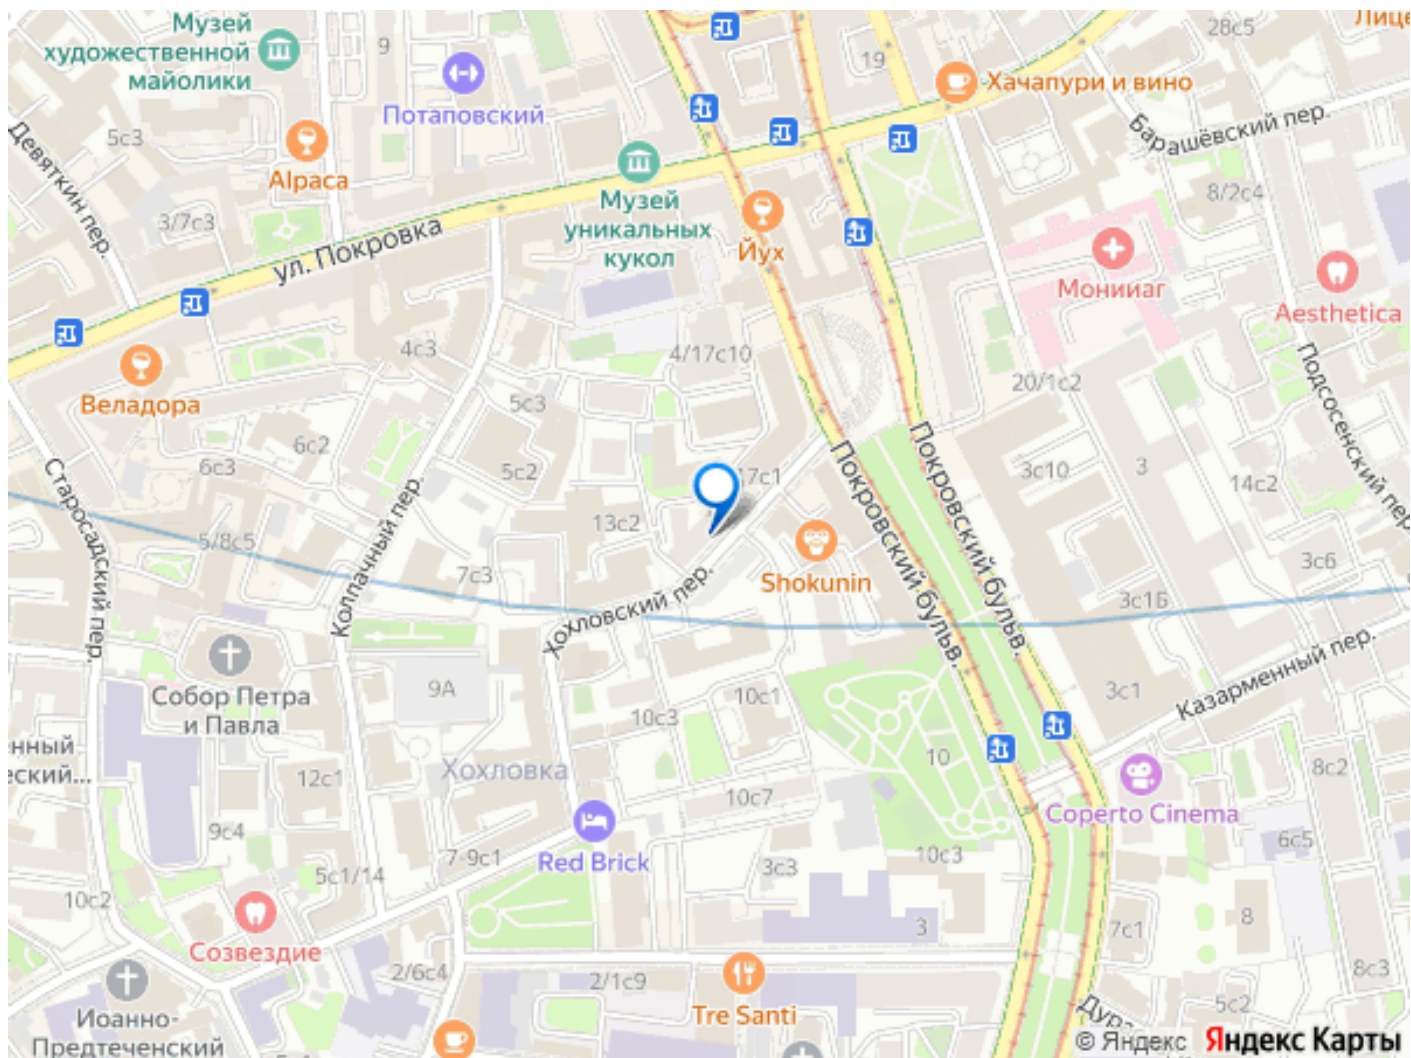 Музей
художественной
майолики
9
Потаповский
19
28с5
Хачапури и вино
Барашёвский пер.
Девяткин пер.
5с3
Alpaca
3/7с3
ул. Покровка
Музей
уникальных
кукол
Йух
8/2с4
Мониаг
Aesthetica
4с3
4/17с10
Веладора
5с3
20/1с2
Подсосенский пер.
6с2
6с3
5с2
17с1
3с10
3
14с2
Старосадский пер.
Колпачный пер.
13с2
Покровский бульв.
Покровский бульв.
5/8с5
7с3
Shokunin
3с6
Хохловский пер.
3с1Б
Собор Петра
и Павла
9А
10с3
10с1
3с1
Казарменный пер.
енный
еский...
12с1
Хохловка
10
8с2
10с7
Coperto Cinema
9с4
7-9с1
Red Brick
10с3
6с5
5с1/14
3с3
10с2
Созвездие
3
7с1
8
2/6с4
2/1с9
Tre Santi
8с3
5с2
Иоанно-
Предтеченский
© Яндекс Яндекс Карты